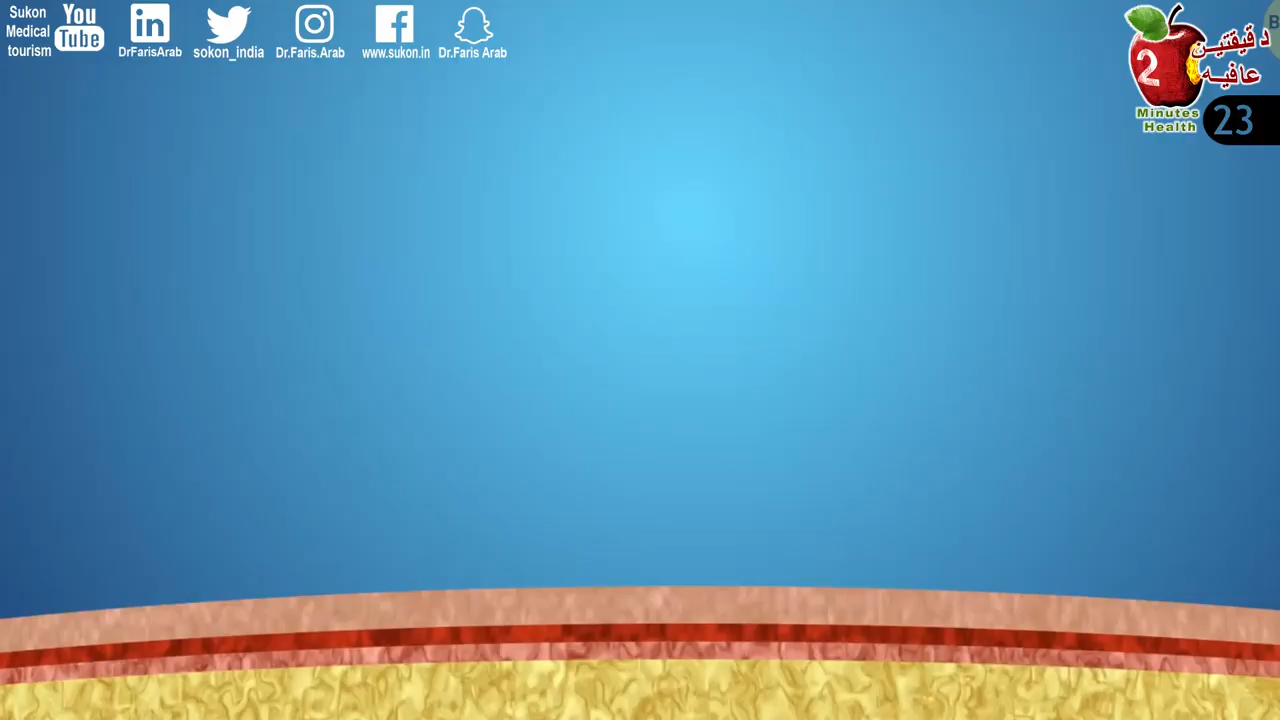 Sukon
Medical
tourism
You
Tube
in
DrFarisArab
sokon_india
Dr.Faris.Arab
f
www.sukon.in
Dr.Faris Arab
دقيقتين
عافيه
2
Minutes
Health
23
B